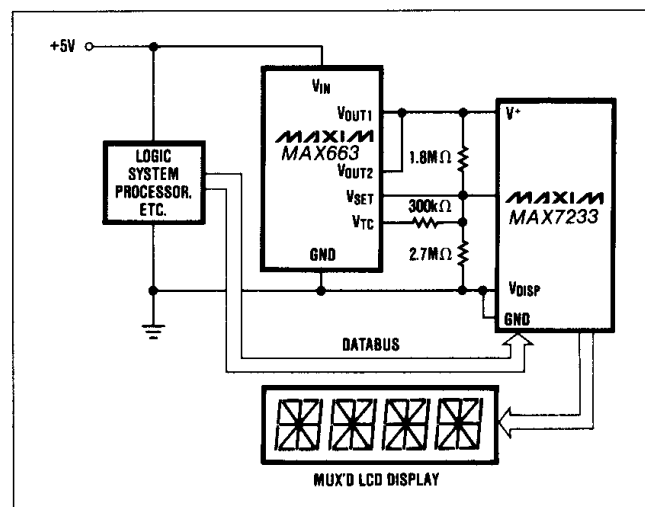 +5V
VIN
VOUT1
MAXIM
MAX663
VOUT2
VSET
VTC
GND
LOGIC
SYSTEM
PROCESSOR,
ETC.
1.8MΩ
300kΩ
2.7MΩ
V+
MAXIM
MAX7233
VDISP
GND
DATABUS
MUX'D LCD DISPLAY